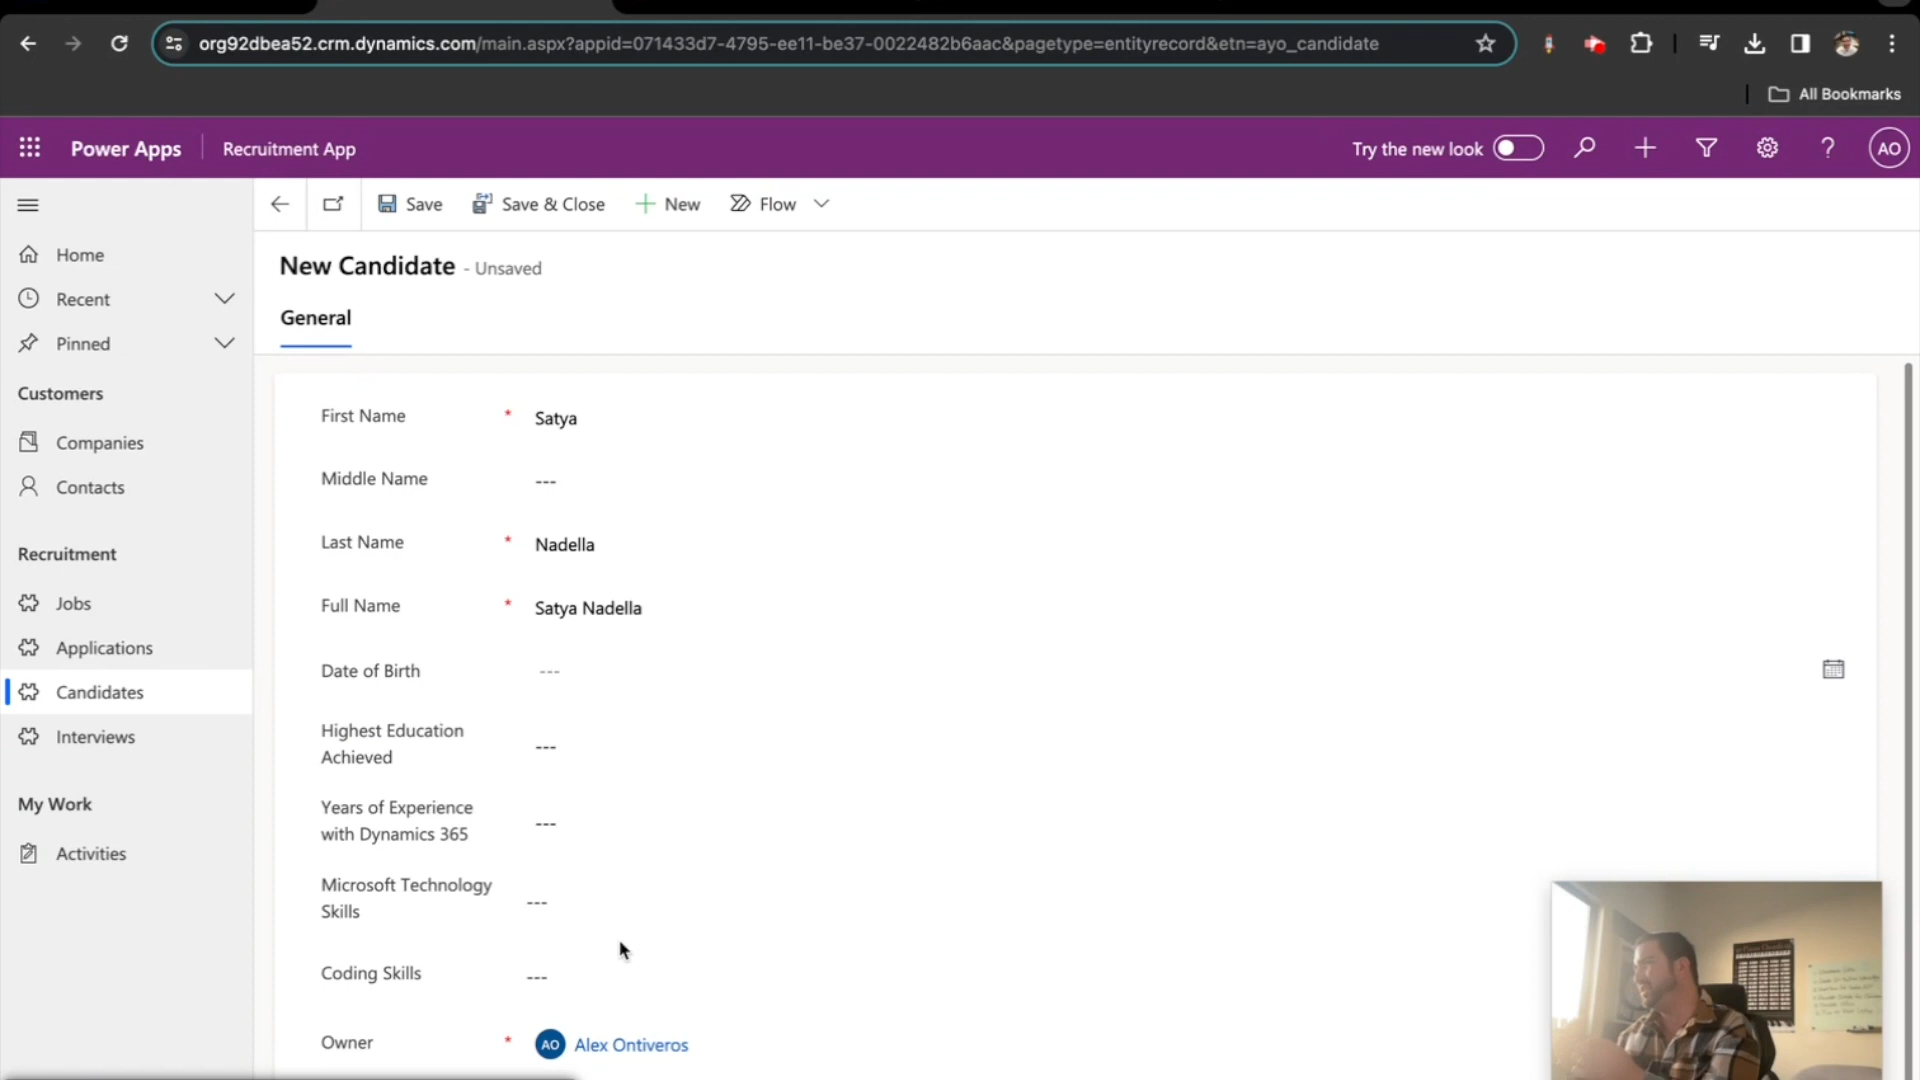 org92dbea52.crm.dynamics.com/main.aspx?appid=071433d7-4795-ee11-be37-0022482b6aac&pagetype=entityrecord&etn=ayo_candidate
All Bookmarks
Power Apps
Recruitment App
Try the new look
AO
Save
Save & Close
New
Flow
New Candidate - Unsaved
General
Home
Recent
Pinned
Customers
Companies
Contacts
Recruitment
Jobs
Applications
Candidates
Interviews
My Work
Activities
First Name * Satya
Middle Name ---
Last Name * Nadella
Full Name * Satya Nadella
Date of Birth ---
Highest Education
Achieved ---
Years of Experience
with Dynamics 365 ---
Microsoft Technology
Skills ---
Coding Skills ---
Owner * AO Alex Ontiveros